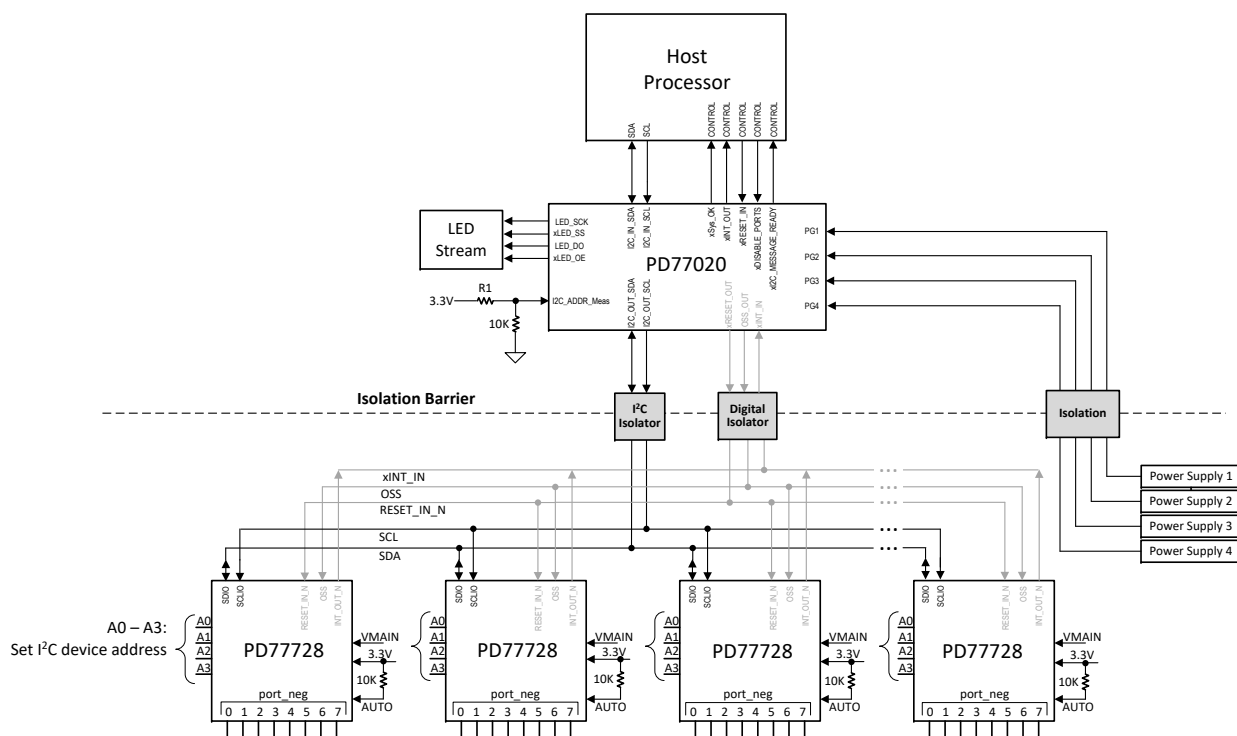 Host
Processor
SDA
SCL
CONTROL
CONTROL
CONTROL
CONTROL
CONTROL
LED
Stream
LED_SCK
xLED_SS
LED_DO
xLED_OE
I2C_IN_SDA
I2C_IN_SCL
xSys_OK
xINT_OUT
xRESET_IN
xDISABLE_PORTS
xI2C_MESSAGE_READY
PG1
PG2
PG3
PG4
PD77020
3.3V
R1
10K
I2C_ADDR_Meas
I2C_OUT_SDA
I2C_OUT_SCL
xRESET_OUT
OSS_OUT
xINT_IN
Isolation Barrier
I²C
Isolator
Digital
Isolator
Isolation
xINT_IN
OSS
RESET_IN_N
SCL
SDA
Power Supply 1
Power Supply 2
Power Supply 3
Power Supply 4
A0 – A3:
Set I²C device address
SDIO
SCLIO
RESET_IN_N
OSS
INT_OUT_N
A0
A1
A2
A3
PD77728
VMAIN
3.3V
10K
AUTO
port_neg
0 1 2 3 4 5 6 7
SDIO
SCLIO
RESET_IN_N
OSS
INT_OUT_N
A0
A1
A2
A3
PD77728
VMAIN
3.3V
10K
AUTO
port_neg
0 1 2 3 4 5 6 7
SDIO
SCLIO
RESET_IN_N
OSS
INT_OUT_N
A0
A1
A2
A3
PD77728
VMAIN
3.3V
10K
AUTO
port_neg
0 1 2 3 4 5 6 7
SDIO
SCLIO
RESET_IN_N
OSS
INT_OUT_N
A0
A1
A2
A3
PD77728
VMAIN
3.3V
10K
AUTO
port_neg
0 1 2 3 4 5 6 7